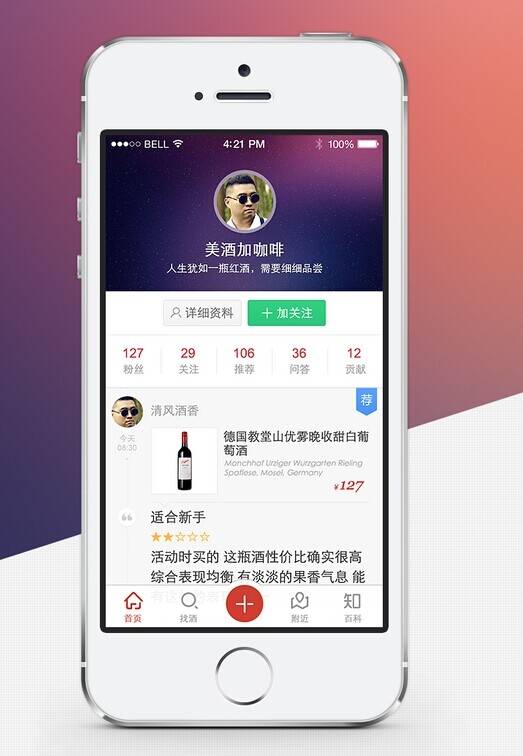 BELL 4:21 PM 100%
美酒加咖啡
人生犹如一瓶红酒，需要细细品尝
详细资料 加关注
127 29 106 36 12
粉丝 关注 推荐 问答 贡献
清风酒香 荐
今天
08:30
德国教堂山优雾晚收甜白葡
萄酒
Monchhof Urziger Wurzgarten Rieling
Spatlese, Mosel, Germany
¥127
适合新手
活动时买的 这瓶酒性价比确实很高
综合表现均衡 有淡淡的果香气息 能
首页 找酒 附近 百科
知